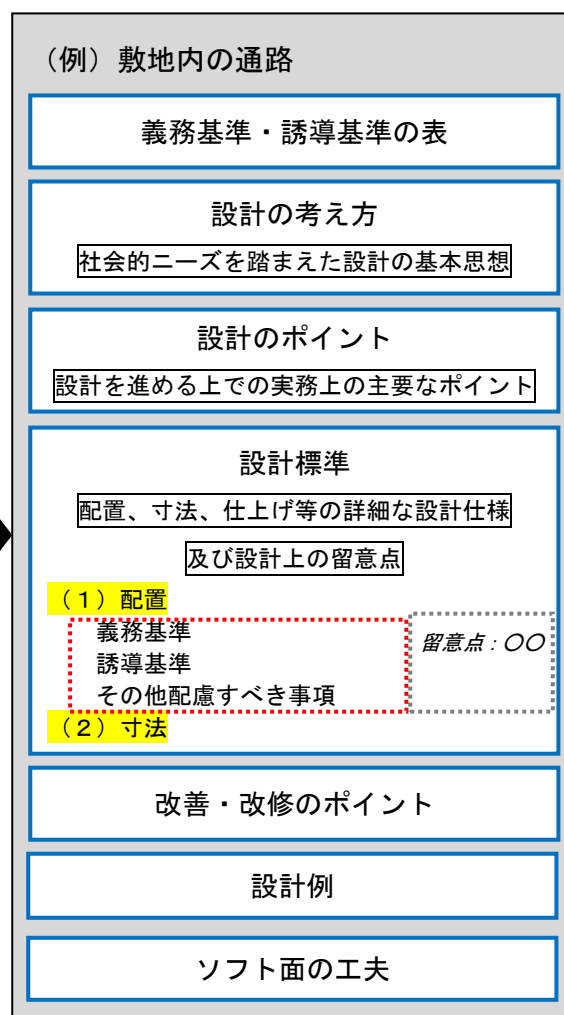 （例）敷地内の通路
義務基準・誘導基準の表
設計の考え方
社会的ニーズを踏まえた設計の基本思想
設計のポイント
設計を進める上での実務上の主要なポイント
設計標準
配置、寸法、仕上げ等の詳細な設計仕様
及び設計上の留意点
（１）配置
義務基準
誘導基準
その他配慮すべき事項
留意点：〇〇
（２）寸法
改善・改修のポイント
設計例
ソフト面の工夫